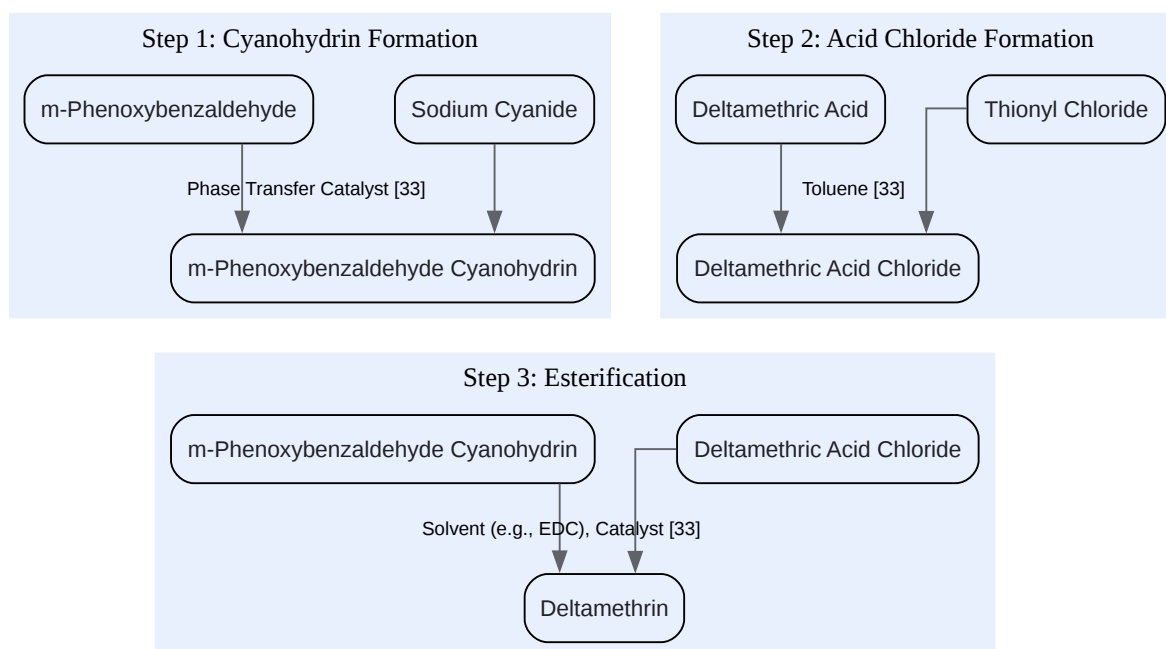 Step 1: Cyanohydrin Formation
m-Phenoxybenzaldehyde
Sodium Cyanide
Phase Transfer Catalyst [33]
m-Phenoxybenzaldehyde Cyanohydrin
Step 2: Acid Chloride Formation
Deltamethric Acid
Thionyl Chloride
Toluene [33]
Deltamethric Acid Chloride
Step 3: Esterification
m-Phenoxybenzaldehyde Cyanohydrin
Deltamethric Acid Chloride
Solvent (e.g., EDC), Catalyst [33]
Deltamethrin